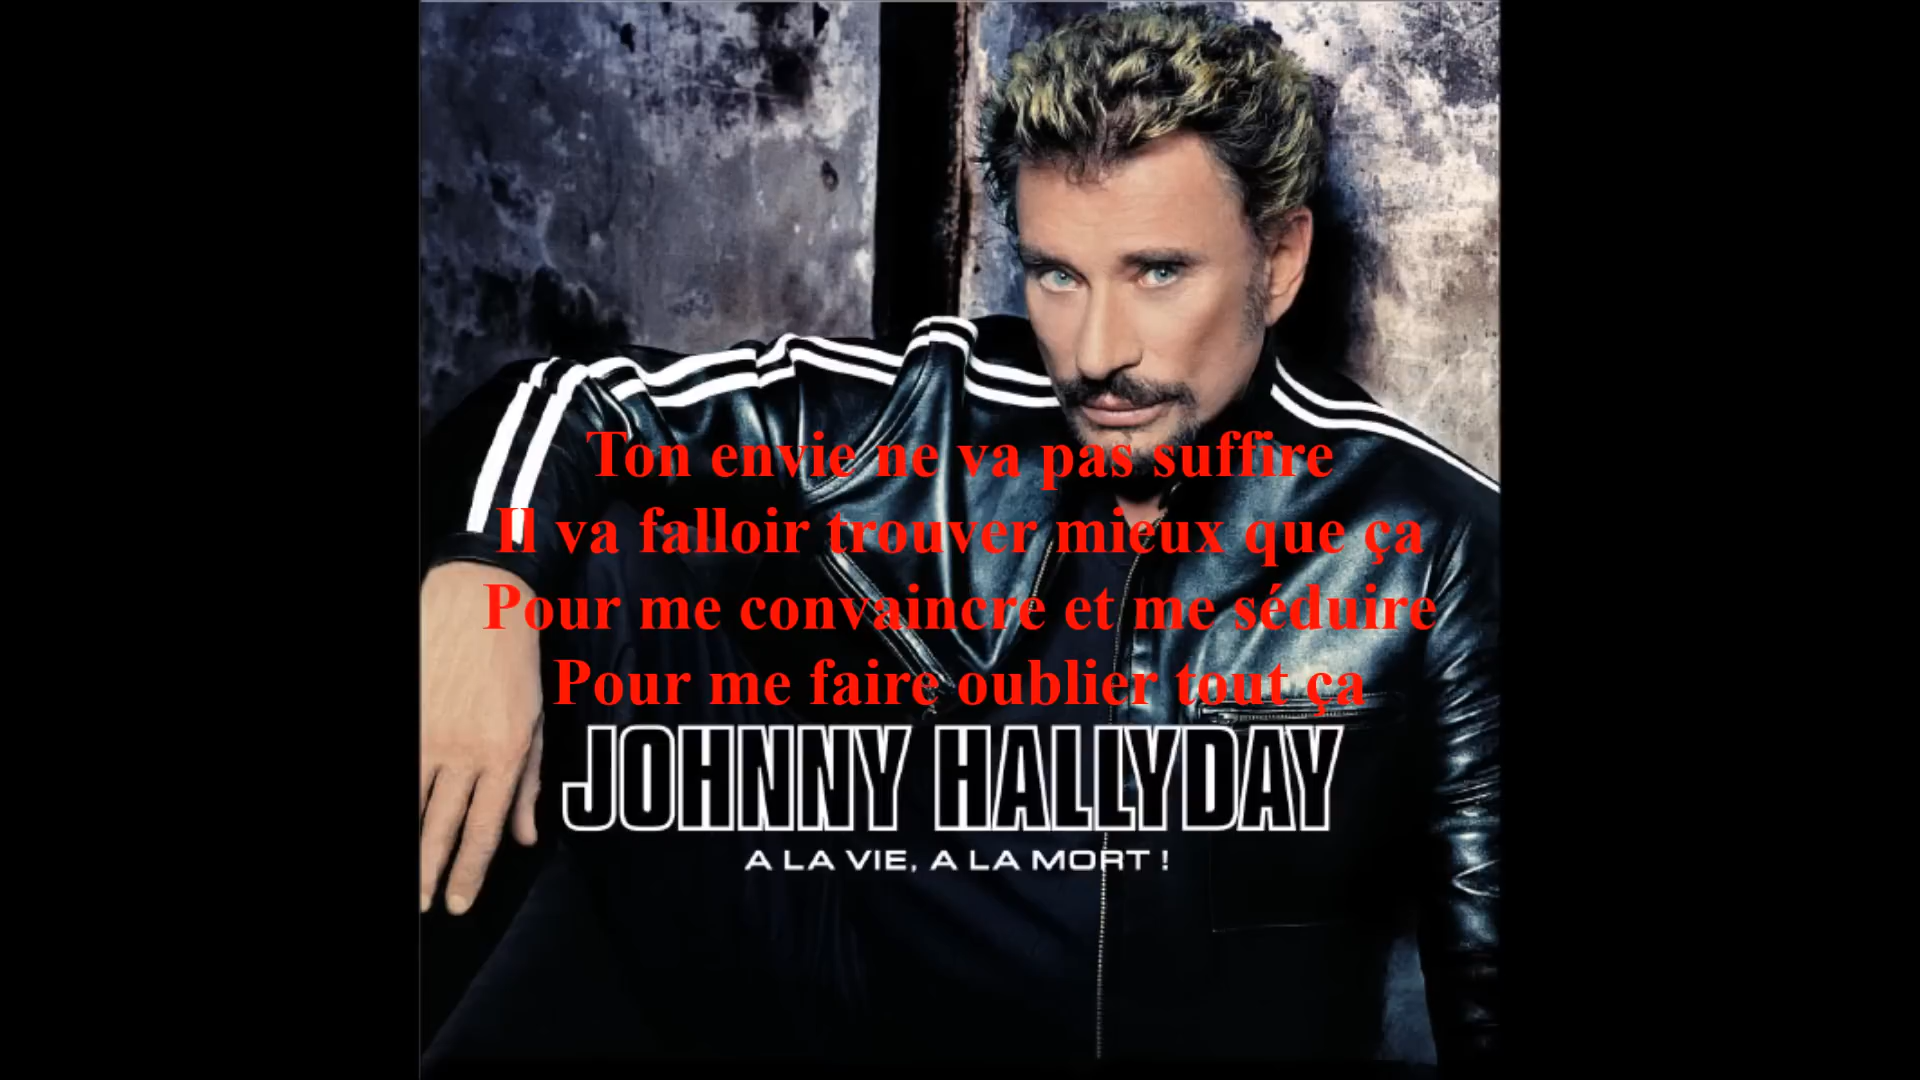 Ton envie ne va pas suffire
Il va falloir trouver mieux que ça
Pour me convaincre et me séduire
Pour me faire oublier tout ça
JOHNNY HALLYDAY
A LA VIE, A LA MORT !